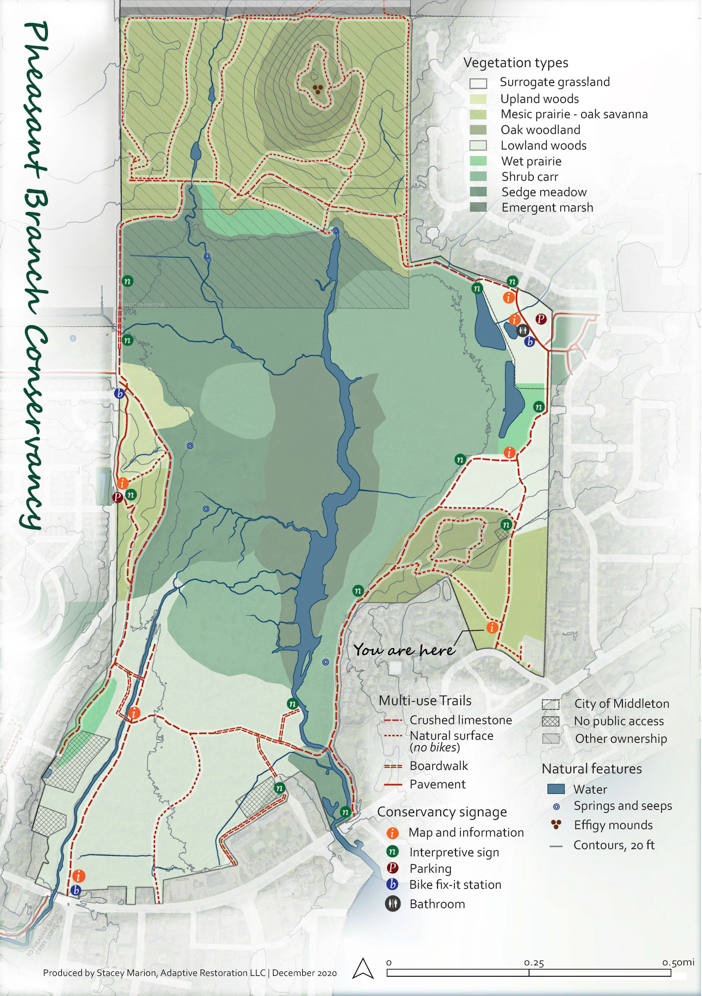 Pheasant Branch Conservancy
Vegetation types
Surrogate grassland
Upland woods
Mesic prairie - oak savanna
Oak woodland
Lowland woods
Wet prairie
Shrub carr
Sedge meadow
Emergent marsh
You are here
Multi-use Trails
Crushed limestone
Natural surface
(no bikes)
Boardwalk
Pavement
City of Middleton
No public access
Other ownership
Natural features
Water
Springs and seeps
Effigy mounds
Contours, 20 ft
Conservancy signage
i Map and information
n Interpretive sign
P Parking
b Bike fix-it station
Bathroom
Produced by Stacey Marion, Adaptive Restoration LLC | December 2020
0 0.25 0.50mi